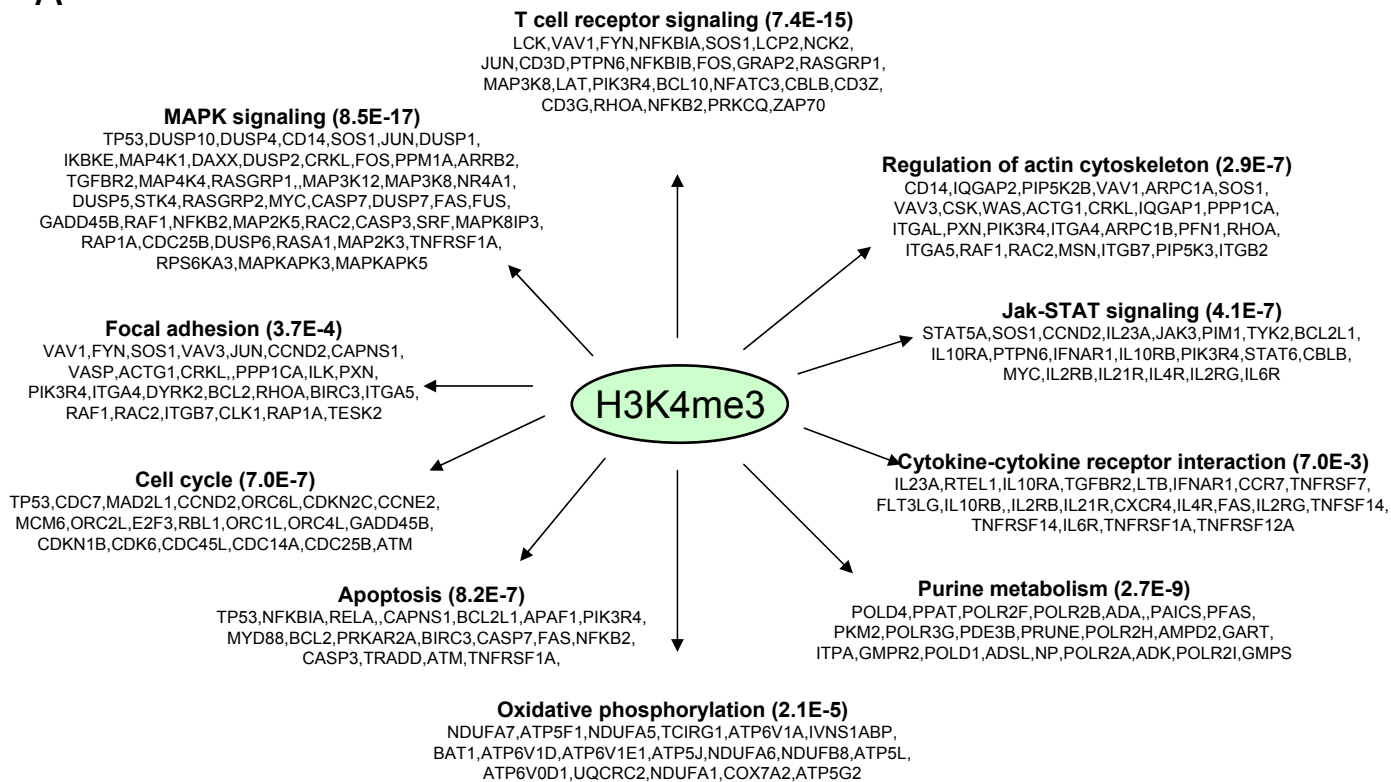 T cell receptor signaling (7.4E-15)
LCK,VAV1,FYN,NFKBIA,SOS1,LCP2,NCK2,
JUN,CD3D,PTPN6,NFKBIB,FOS,GRAP2,RASGRP1,
MAP3K8,LAT,PIK3R4,BCL10,NFATC3,CBLB,CD3Z,
CD3G,RHOA,NFKB2,PRKCQ,ZAP70
MAPK signaling (8.5E-17)
TP53,DUSP10,DUSP4,CD14,SOS1,JUN,DUSP1,
IKBKE,MAP4K1,DAXX,DUSP2,CRKL,FOS,PPM1A,ARRB2,
TGFBR2,MAP4K4,RASGRP1,,MAP3K12,MAP3K8,NR4A1,
DUSP5,STK4,RASGRP2,MYC,CASP7,DUSP7,FAS,FUS,
GADD45B,RAF1,NFKB2,MAP2K5,RAC2,CASP3,SRF,MAPK8IP3,
RAP1A,CDC25B,DUSP6,RASA1,MAP2K3,TNFRSF1A,
RPS6KA3,MAPKAPK3,MAPKAPK5
Regulation of actin cytoskeleton (2.9E-7)
CD14,IQGAP2,PIP5K2B,VAV1,ARPC1A,SOS1,
VAV3,CSK,WAS,ACTG1,CRKL,IQGAP1,PPP1CA,
ITGAL,PXN,PIK3R4,ITGA4,ARPC1B,PFN1,RHOA,
ITGA5,RAF1,RAC2,MSN,ITGB7,PIP5K3,ITGB2
Focal adhesion (3.7E-4)
VAV1,FYN,SOS1,VAV3,JUN,CCND2,CAPNS1,
VASP,ACTG1,CRKL,,PPP1CA,ILK,PXN,
PIK3R4,ITGA4,DYRK2,BCL2,RHOA,BIRC3,ITGA5,
RAF1,RAC2,ITGB7,CLK1,RAP1A,TESK2
Jak-STAT signaling (4.1E-7)
STAT5A,SOS1,CCND2,IL23A,JAK3,PIM1,TYK2,BCL2L1,
IL10RA,PTPN6,IFNAR1,IL10RB,PIK3R4,STAT6,CBLB,
MYC,IL2RB,IL21R,IL4R,IL2RG,IL6R
H3K4me3
Cell cycle (7.0E-7)
TP53,CDC7,MAD2L1,CCND2,ORC6L,CDKN2C,CCNE2,
MCM6,ORC2L,E2F3,RBL1,ORC1L,ORC4L,GADD45B,
CDKN1B,CDK6,CDC45L,CDC14A,CDC25B,ATM
Cytokine-cytokine receptor interaction (7.0E-3)
IL23A,RTEL1,IL10RA,TGFBR2,LTB,IFNAR1,CCR7,TNFRSF7,
FLT3LG,IL10RB,,IL2RB,IL21R,CXCR4,IL4R,FAS,IL2RG,TNFSF14,
TNFRSF14,IL6R,TNFRSF1A,TNFRSF12A
Apoptosis (8.2E-7)
TP53,NFKBIA,RELA,,CAPNS1,BCL2L1,APAF1,PIK3R4,
MYD88,BCL2,PRKAR2A,BIRC3,CASP7,FAS,NFKB2,
CASP3,TRADD,ATM,TNFRSF1A,
Purine metabolism (2.7E-9)
POLD4,PPAT,POLR2F,POLR2B,ADA,,PAICS,PFAS,
PKM2,POLR3G,PDE3B,PRUNE,POLR2H,AMPD2,GART,
ITPA,GMPR2,POLD1,ADSL,NP,POLR2A,ADK,POLR2I,GMPS
Oxidative phosphorylation (2.1E-5)
NDUFA7,ATP5F1,NDUFA5,TCIRG1,ATP6V1A,IVNS1ABP,
BAT1,ATP6V1D,ATP6V1E1,ATP5J,NDUFA6,NDUFB8,ATP5L,
ATP6V0D1,UQCRC2,NDUFA1,COX7A2,ATP5G2